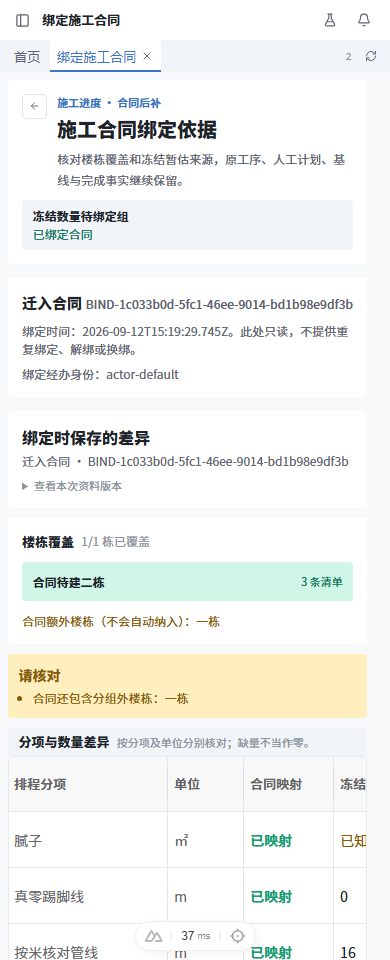 绑定施工合同
首页 绑定施工合同 × 2
施工进度 · 合同后补
施工合同绑定依据
核对楼栋覆盖和冻结暂估来源，原工序、人工计划、基
线与完成事实继续保留。
冻结数量待绑定组
已绑定合同
迁入合同 BIND-1c033b0d-5fc1-46ee-9014-bd1b98e9df3b
绑定时间：2026-09-12T15:19:29.745Z。此处只读，不提供重
复绑定、解绑或换绑。
绑定经办身份：actor-default
绑定时保存的差异
迁入合同 · BIND-1c033b0d-5fc1-46ee-9014-bd1b98e9df3b
▶ 查看本次资料版本
楼栋覆盖 1/1 栋已覆盖
合同待建二栋 3 条清单
合同额外楼栋（不会自动纳入）：一栋
请核对
• 合同还包含分组外楼栋：一栋
分项与数量差异 按分项及单位分别核对；缺量不当作零。
排程分项 单位 合同映射 冻结
腻子 ㎡ 已映射 已知
真零踢脚线 m 已映射 0
37 ms
按米核对管线 m 已映射 16